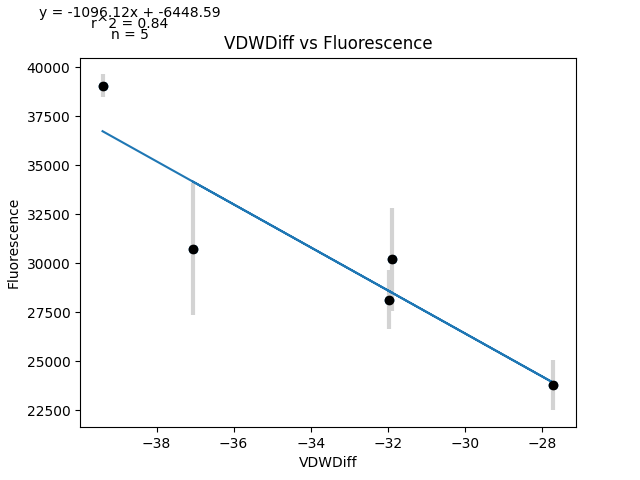 y = -1096.12x + -6448.59
r^2 = 0.84
n = 5
VDWDiff vs Fluorescence
40000
37500
35000
32500
30000
27500
25000
22500
Fluorescence
−38
−36
−34
−32
−30
−28
VDWDiff